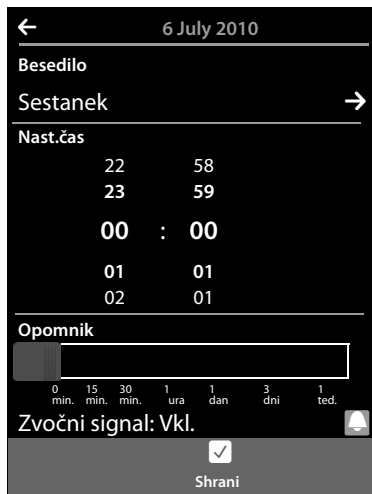 6 July 2010
Besedilo
Sestanek
Nast.čas
22 58
23 59
00 : 00
01 01
02 01
Opomnik
0 15 30 1 1 3 1
min. min. min. ura dan dni ted.
Zvočni signal: Vkl.
Shrani